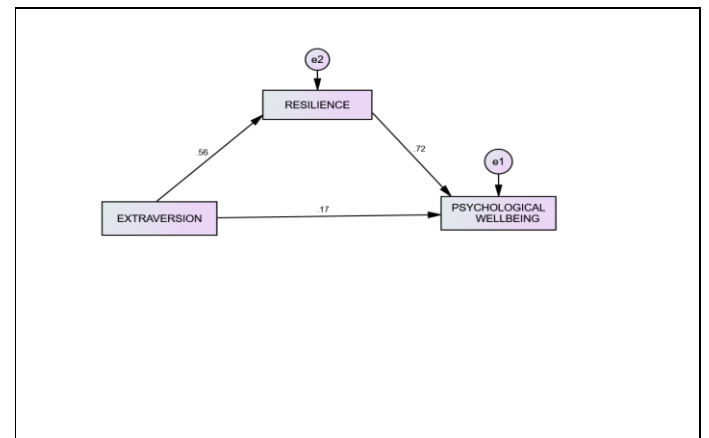 e2
RESILIENCE
.56
.72
e1
EXTRAVERSION
.17
PSYCHOLOGICAL
WELLBEING